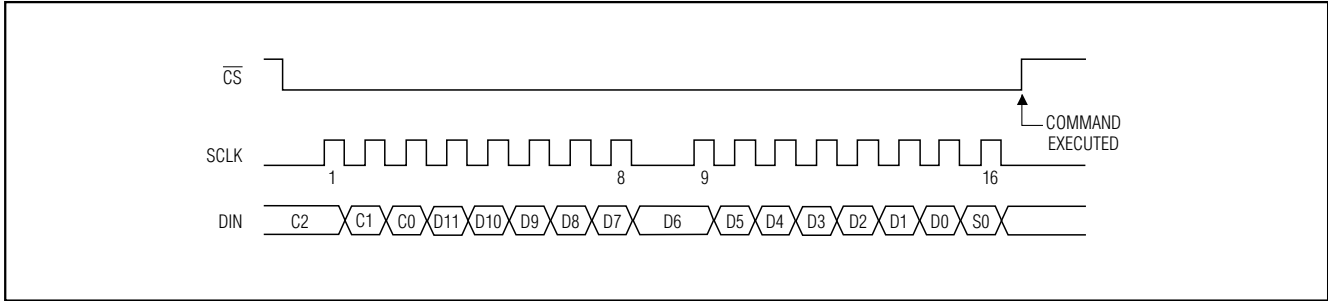 CS
COMMAND
EXECUTED
SCLK
1
8
9
16
DIN
C2
C1
C0
D11
D10
D9
D8
D7
D6
D5
D4
D3
D2
D1
D0
S0